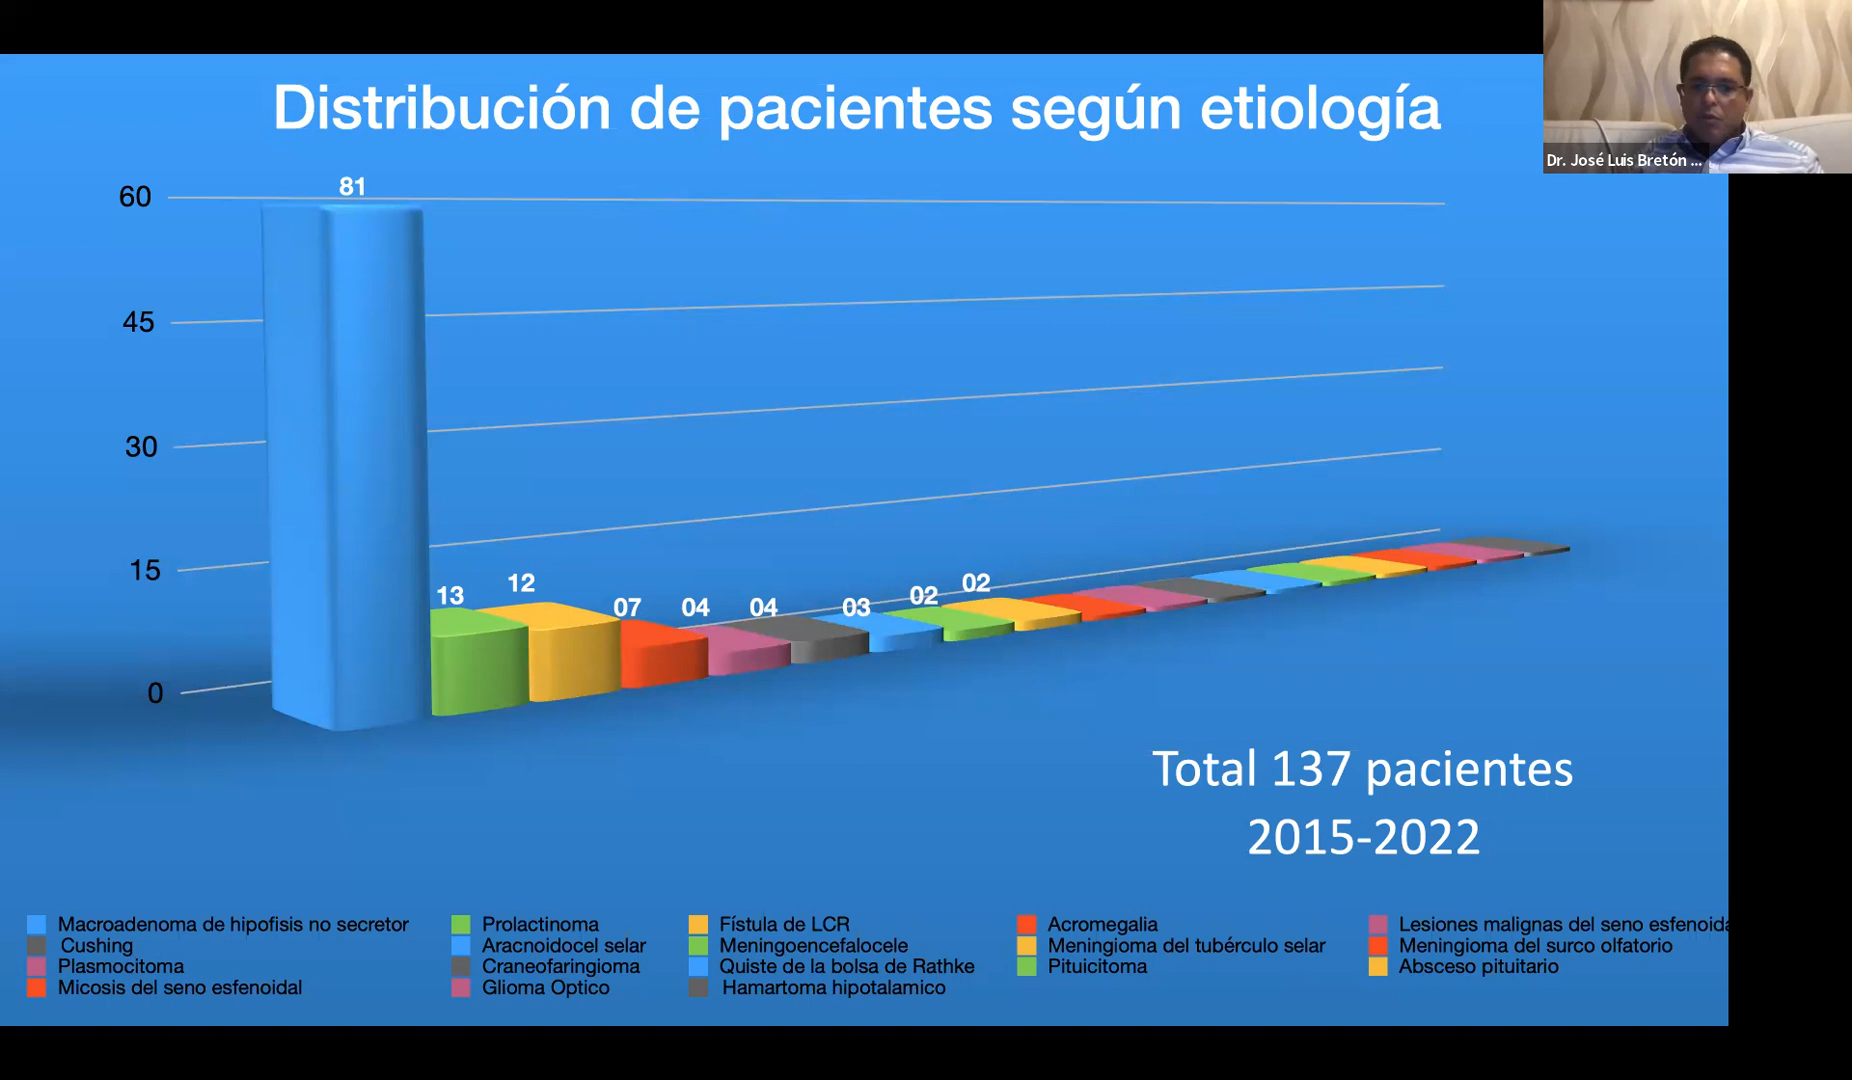 Distribución de pacientes según etiología
Dr. José Luis Bretón ...
60
45
30
15
0
81
13
12
07
04
04
03
02
02
Total 137 pacientes
2015-2022
Macroadenoma de hipofisis no secretor
Prolactinoma
Fístula de LCR
Acromegalia
Lesiones malignas del seno
Cushing
Aracnoidocel selar
Meningoencefalocele
Meningioma del tubérculo selar
Meningioma del surco olfatorio
Plasmocitoma
Craneofaringioma
Quiste de la bolsa de Rathke
Pituicitoma
Absceso pituitario
Micosis del seno esfenoidal
Glioma Optico
Hamartoma hipotalamico